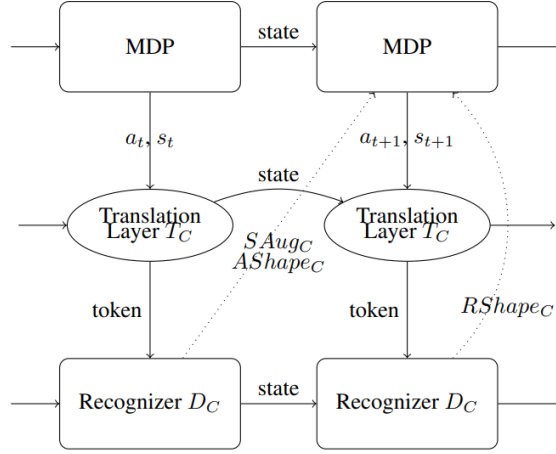 MDP
state
MDP
a_t, s_t
a_{t+1}, s_{t+1}
state
Translation
Layer T_C
Translation
Layer T_C
SAug_C
AShape_C
token
token
RShape_C
Recognizer D_C
state
Recognizer D_C